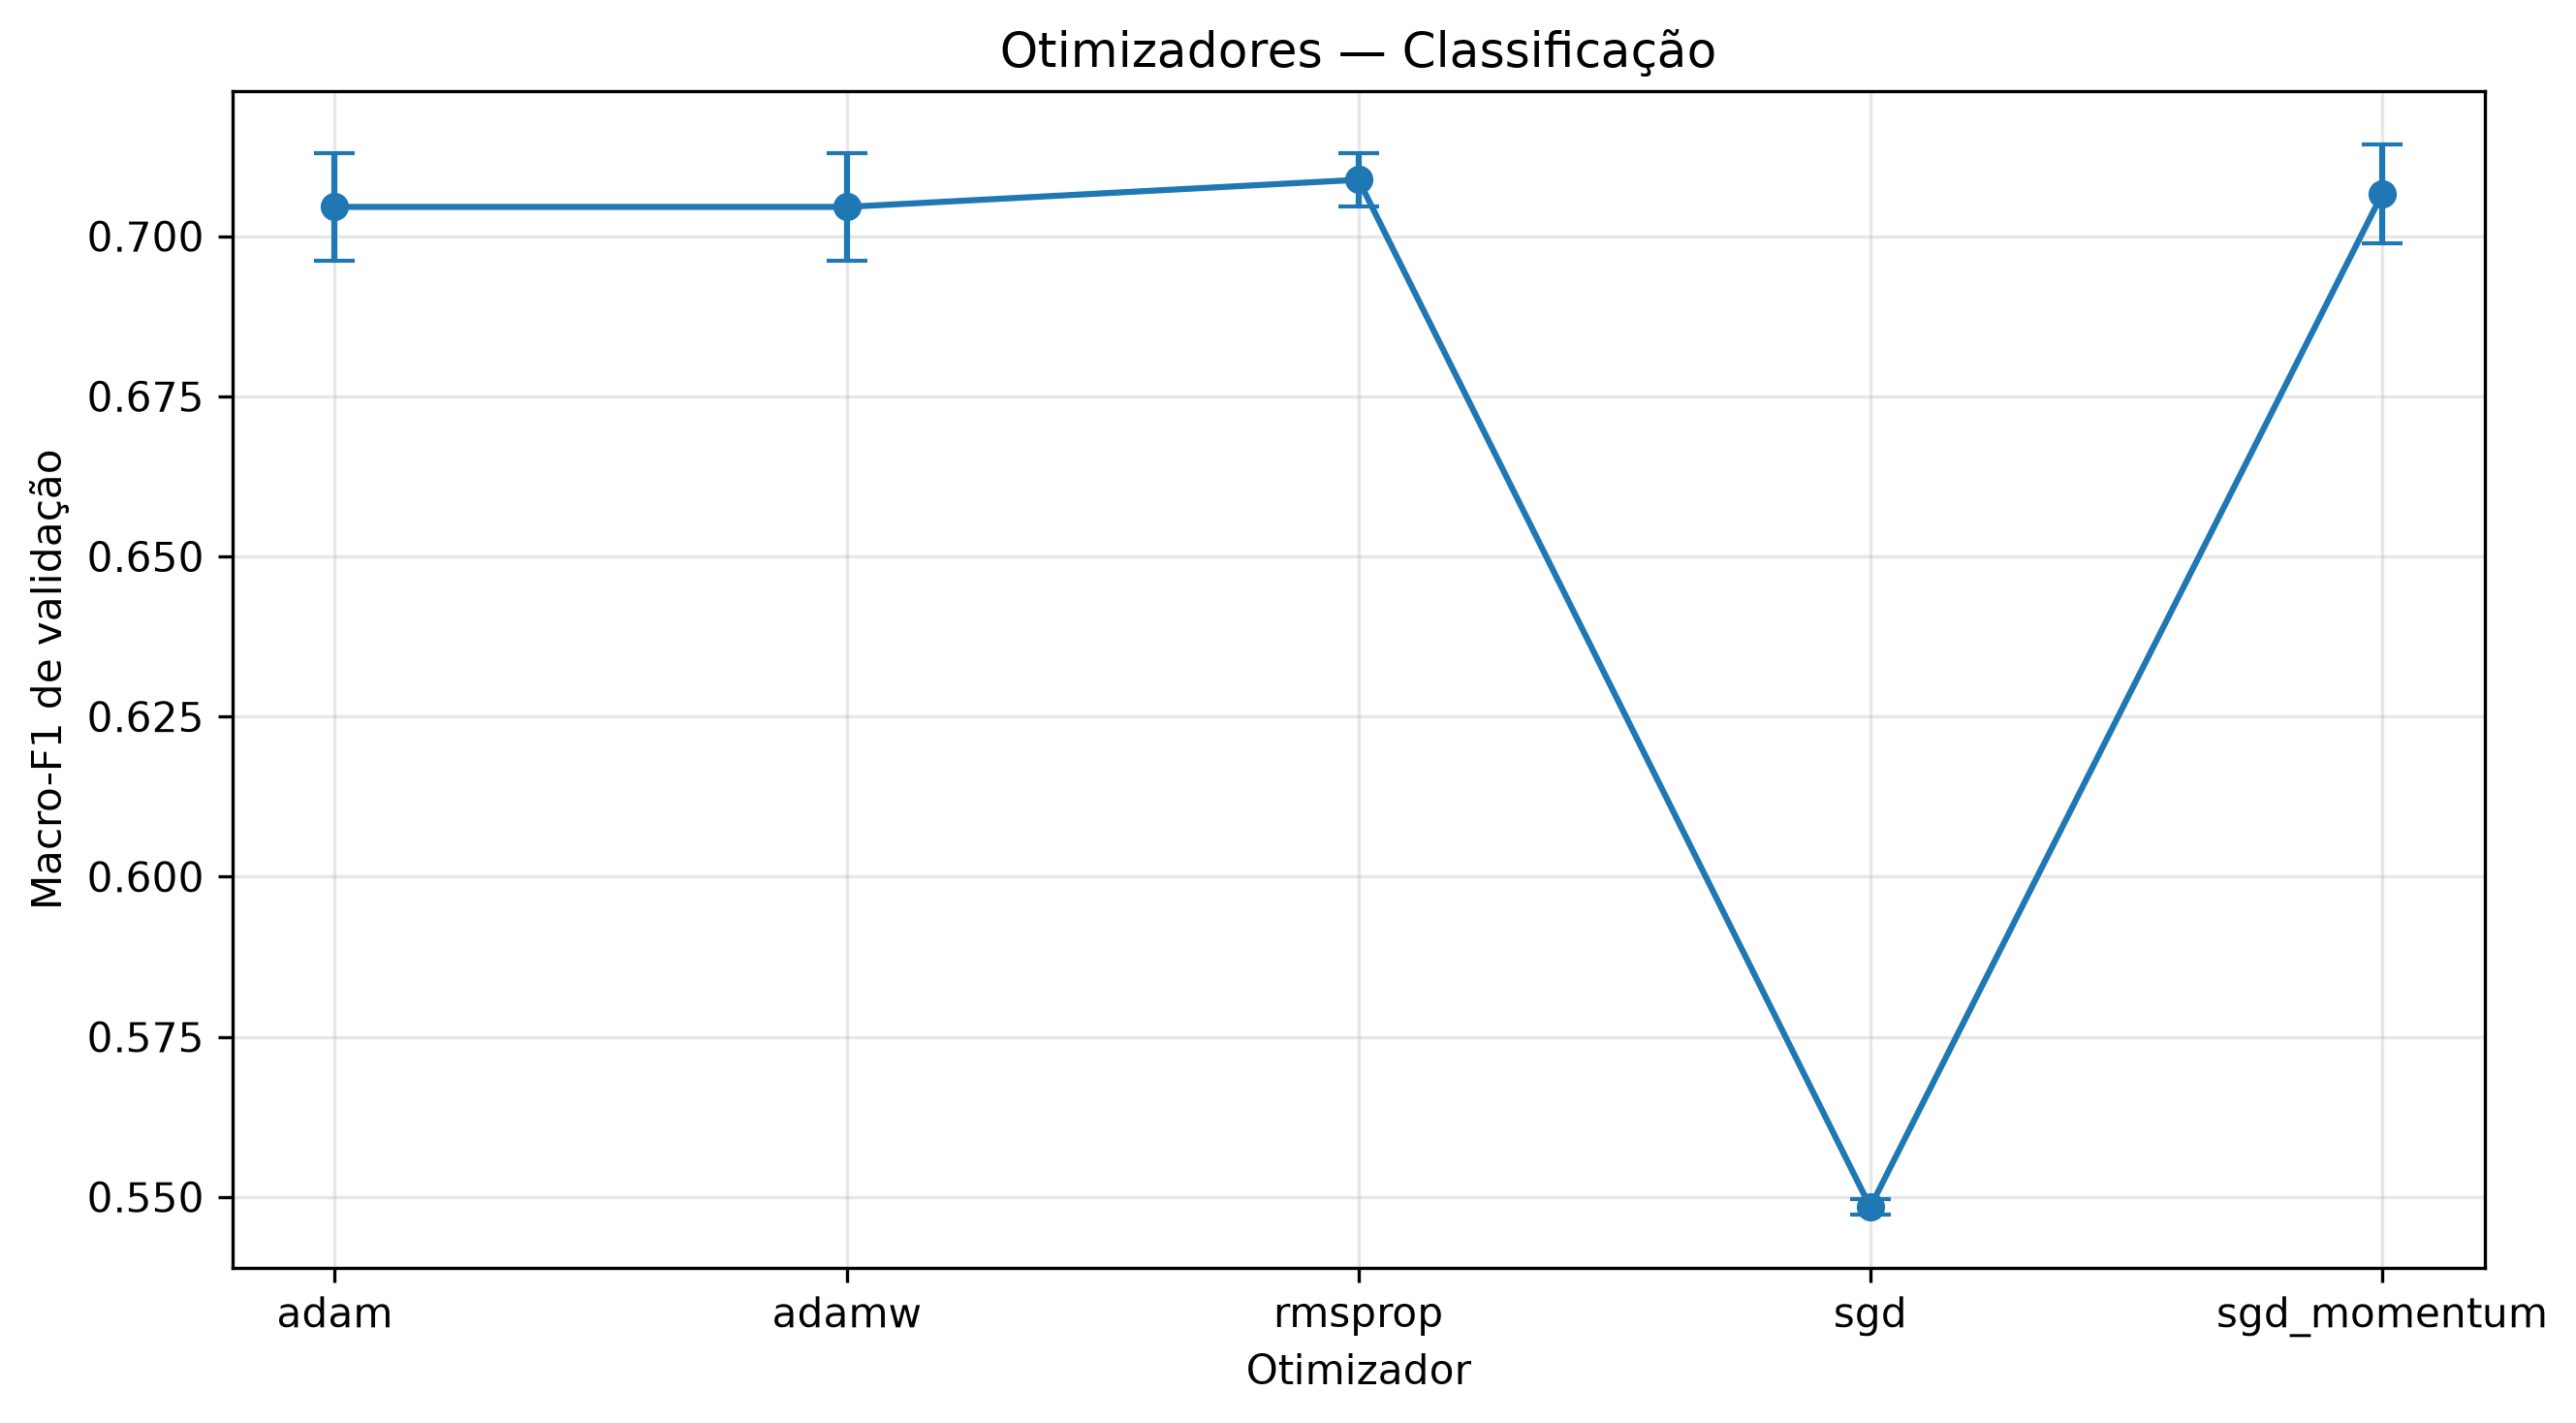 Otimizadores — Classificação
Macro-F1 de validação
0.700
0.675
0.650
0.625
0.600
0.575
0.550
adam
adamw
rmsprop
sgd
sgd_momentum
Otimizador